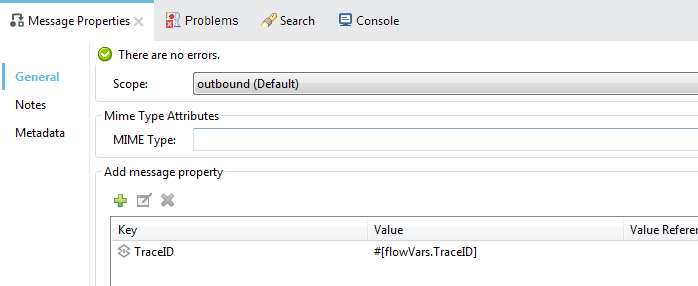 Message Properties Problems Search Console
There are no errors.
General
Scope: outbound (Default)
Notes
Mime Type Attributes
Metadata
MIME Type:
Add message property
Key Value Value Referen
TraceID #[flowVars.TraceID]